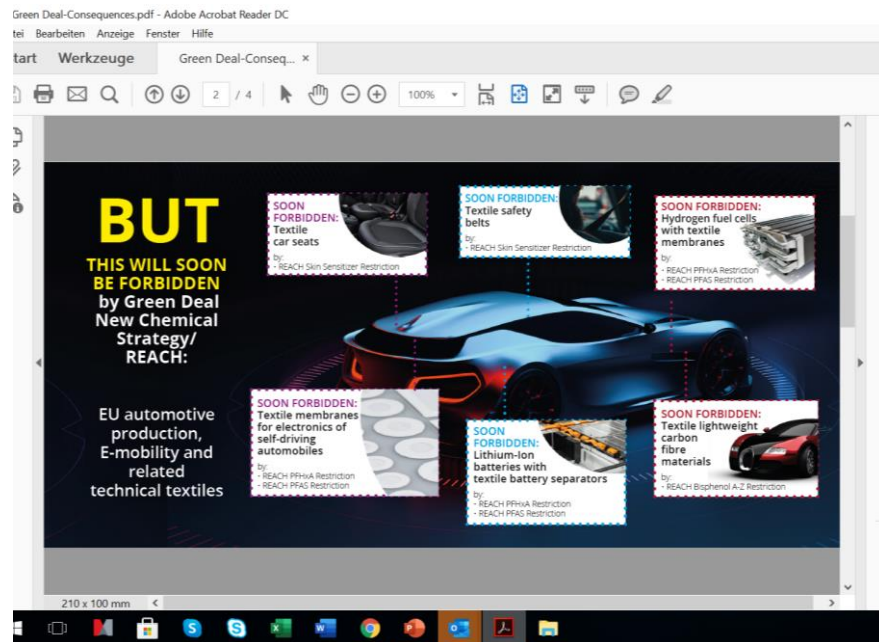 Green Deal-Consequences.pdf - Adobe Acrobat Reader DC
tei Bearbeiten Anzeige Fenster Hilfe
tart Werkzeuge Green Deal-Conseq... ×
2 / 4 100%
BUT
THIS WILL SOON
BE FORBIDDEN
by Green Deal
New Chemical
Strategy/
REACH:
EU automotive
production,
E-mobility and
related
technical textiles
SOON
FORBIDDEN:
Textile
car seats
by:
- REACH Skin Sensitizer Restriction
SOON FORBIDDEN:
Textile safety
belts
by:
- REACH Skin Sensitizer Restriction
SOON FORBIDDEN:
Hydrogen fuel cells
with textile
membranes
by:
- REACH PFHxA Restriction
- REACH PFAS Restriction
SOON FORBIDDEN:
Textile membranes
for electronics of
self-driving
automobiles
by:
- REACH PFHxA Restriction
- REACH PFAS Restriction
SOON
FORBIDDEN:
Lithium-Ion
batteries with
textile battery separators
by:
- REACH PFHxA Restriction
- REACH PFAS Restriction
SOON FORBIDDEN:
Textile lightweight
carbon
fibre
materials
by:
- REACH Bisphenol A-Z Restriction
210 x 100 mm